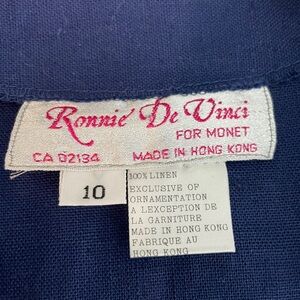 Ronnie De Vinci
FOR MONET
CA 02134 MADE IN HONG KONG
10
100% LINEN
EXCLUSIVE OF
ORNAMENTATION
A LEXCEPTION DE
LA GARNITURE
MADE IN HONG KONG
FABRIQUE AU
HONG KONG